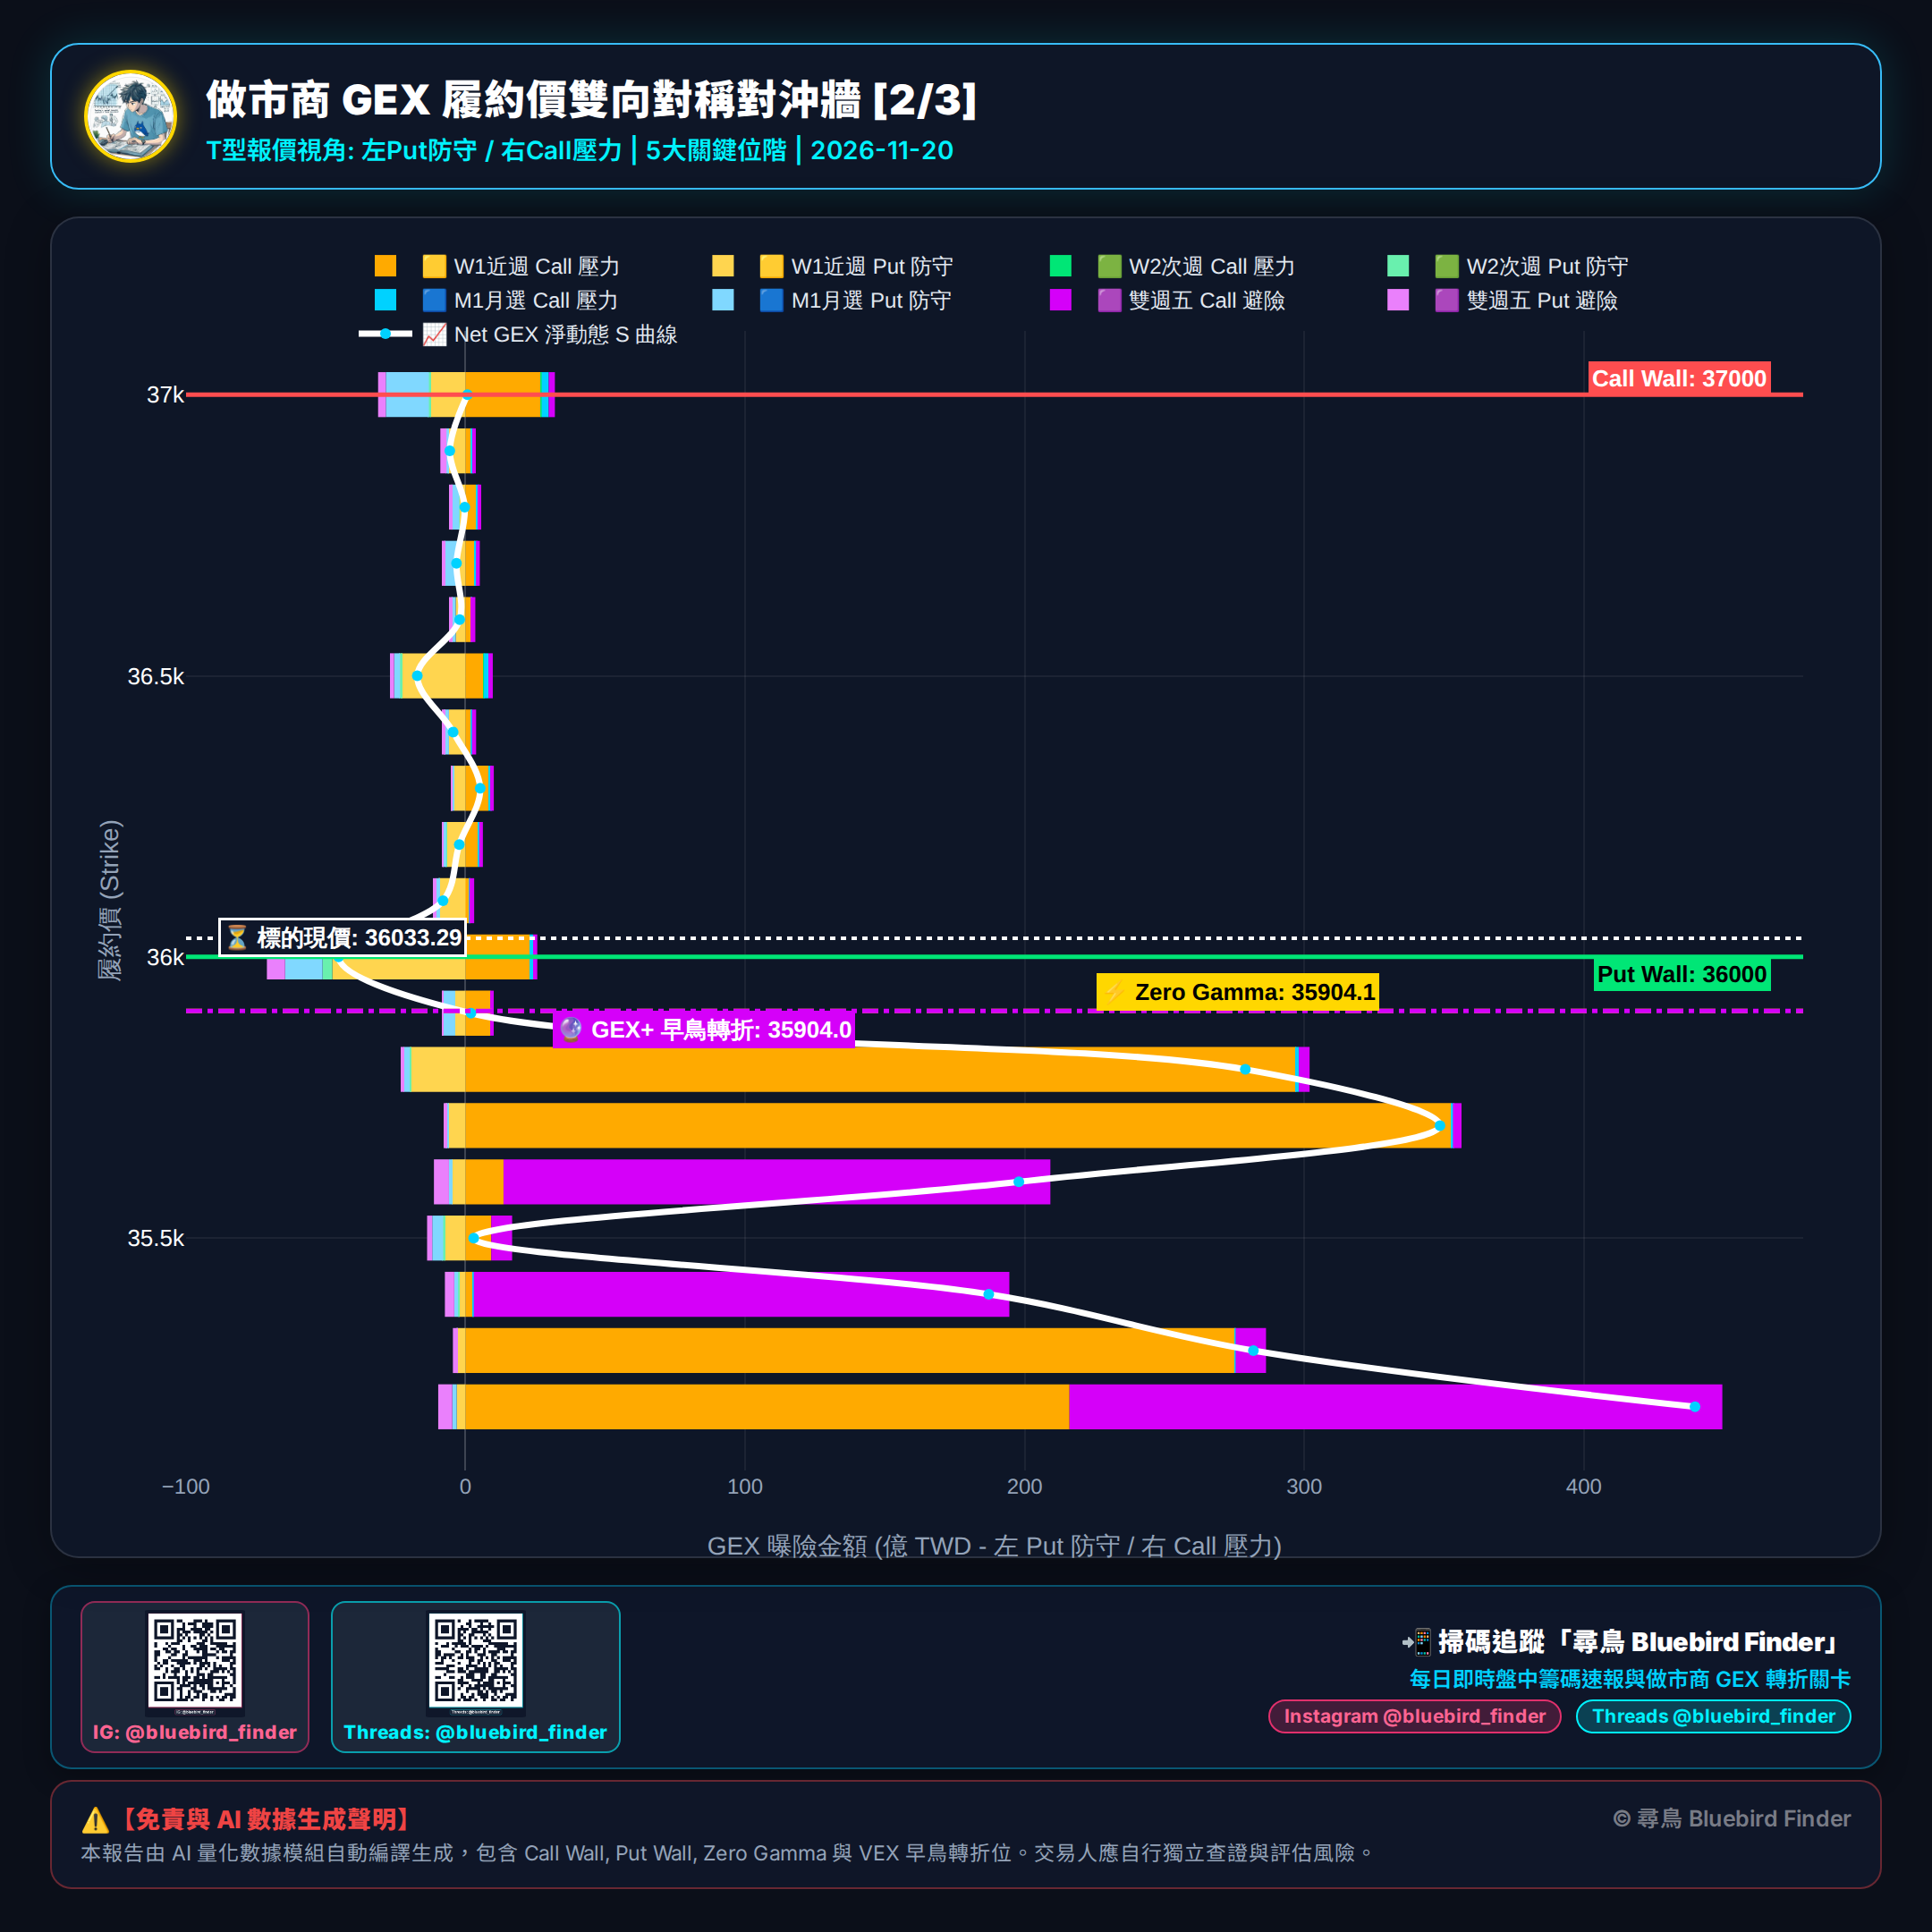 做市商 GEX 履約價雙向對稱對沖牆 [2/3]
T型報價視角: 左Put防守 / 右Call壓力 | 5大關鍵位階 | 2026-11-20
🟨 W1近週 Call 壓力
🟨 W1近週 Put 防守
🟩 W2次週 Call 壓力
🟩 W2次週 Put 防守
🟦 M1月選 Call 壓力
🟦 M1月選 Put 防守
🟪 雙週五 Call 避險
🟪 雙週五 Put 避險
📈 Net GEX 淨動態 S 曲線
Call Wall: 37000
37k
36.5k
履約價 (Strike)
⏳ 標的現價: 36033.29
36k
Put Wall: 36000
⚡ Zero Gamma: 35904.1
🔮 GEX+ 早鳥轉折: 35904.0
35.5k
−100
0
100
200
300
400
GEX 曝險金額 (億 TWD - 左 Put 防守 / 右 Call 壓力)
IG: @bluebird_finder
Threads: @bluebird_finder
IG: @bluebird_finder
Threads: @bluebird_finder
📲 掃碼追蹤「尋鳥 Bluebird Finder」
每日即時盤中籌碼速報與做市商 GEX 轉折關卡
Instagram @bluebird_finder
Threads @bluebird_finder
⚠️【免責與 AI 數據生成聲明】
© 尋鳥 Bluebird Finder
本報告由 AI 量化數據模組自動編譯生成，包含 Call Wall, Put Wall, Zero Gamma 與 VEX 早鳥轉折位。交易人應自行獨立查證與評估風險。